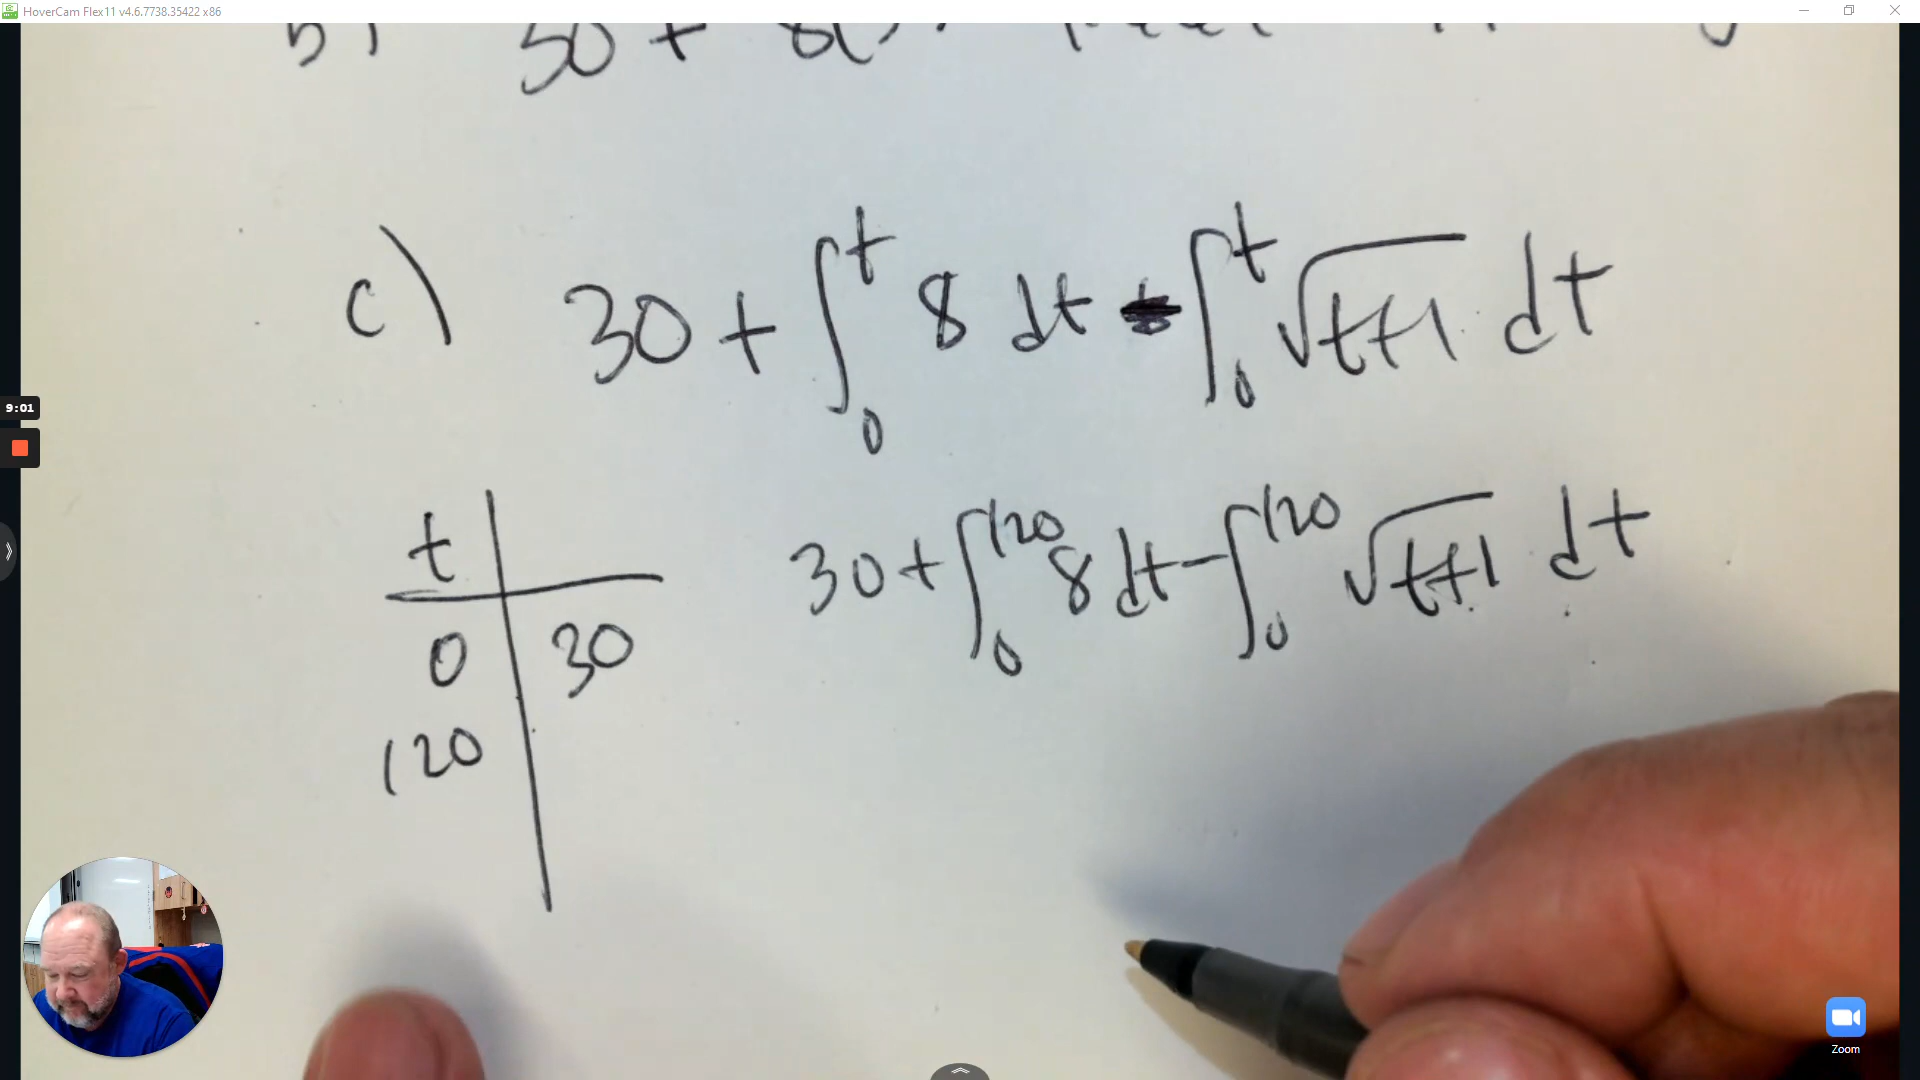 HoverCam Flex11 v4.6.7738.35422 x86
30 +
c) 30 + ∫₀ᵗ 8 dt - ∫₀ᵗ √(t+1) dt
9:01
t
30 + ∫₀¹²⁰ 8 dt - ∫₀¹²⁰ √(t+1) dt
0 30
120
Zoom